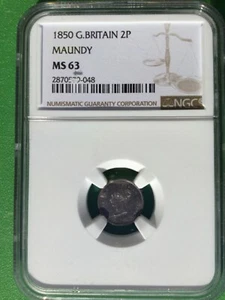 1850 G.BRITAIN 2P
MAUNDY
MS 63
NUMISMATIC GUARANTY CORPORATION
NGC